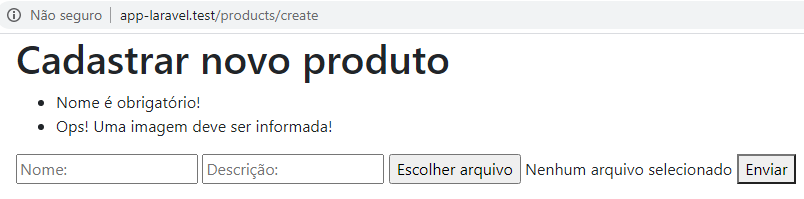 Não seguro | app-laravel.test/products/create
Cadastrar novo produto
Nome é obrigatório!
Ops! Uma imagem deve ser informada!
Nome: Descrição: Escolher arquivo Nenhum arquivo selecionado Enviar